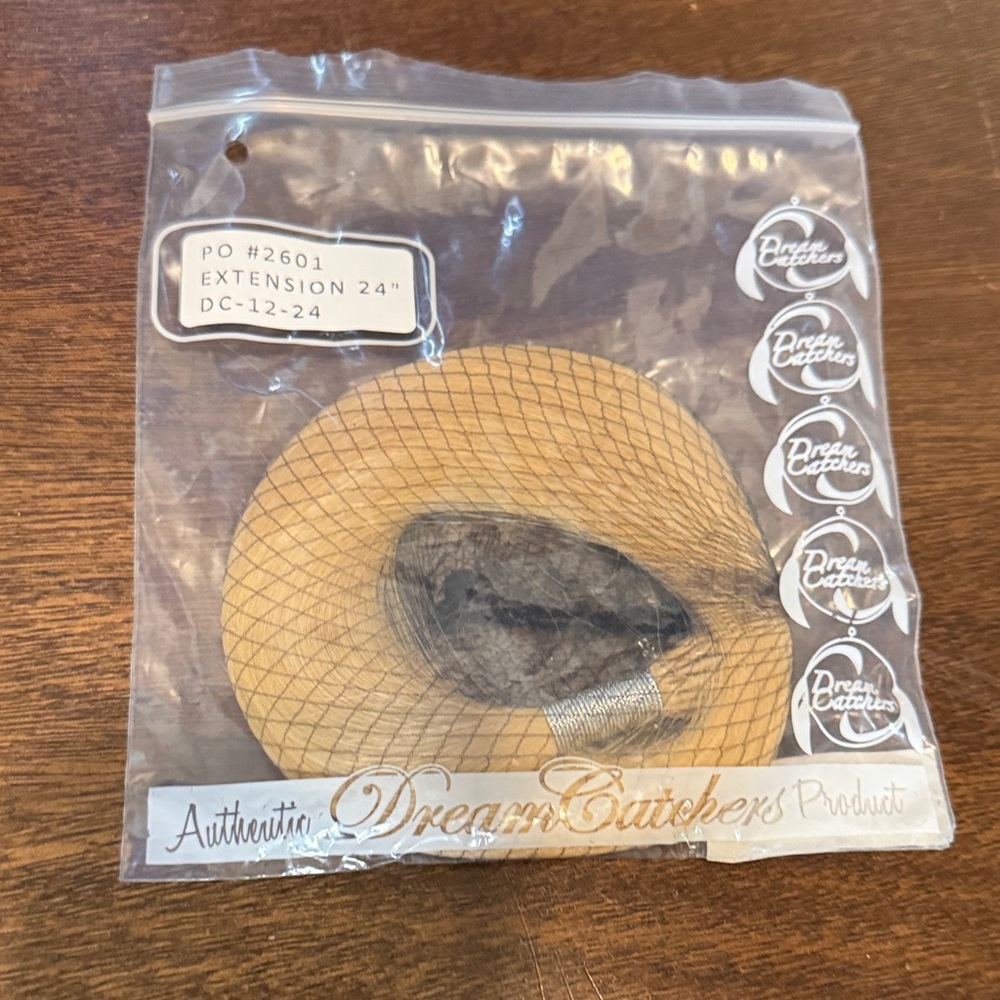 PO #2601
EXTENSION 24"
DC-12-24
Dream
Catchers
Dream
Catchers
Dream
Catchers
Dream
Catchers
Dream
Catchers
Authentic DreamCatchers Product